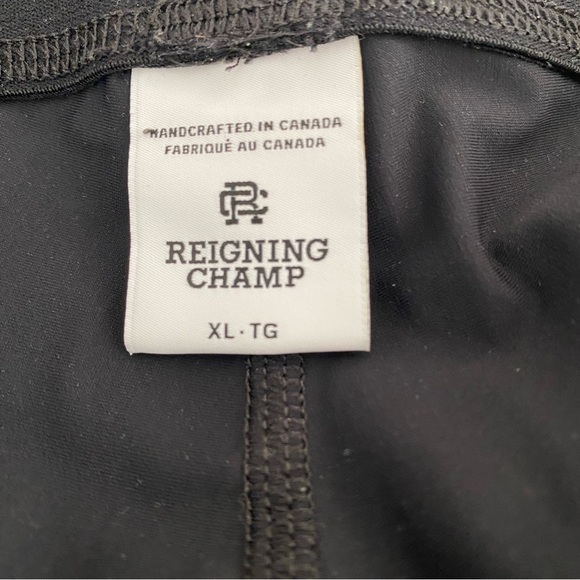 HANDCRAFTED IN CANADA
FABRIQUÉ AU CANADA
RC
REIGNING
CHAMP
XL·TG